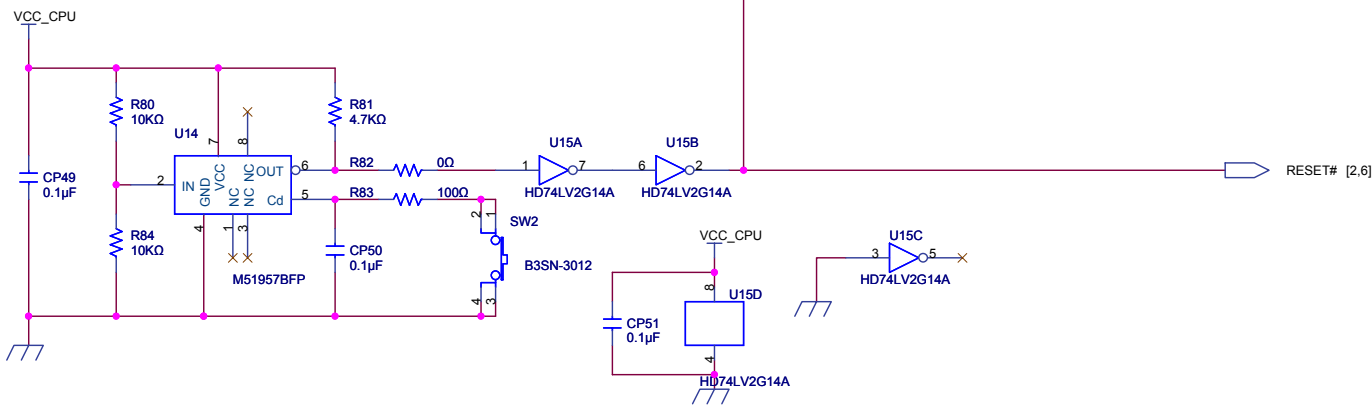 VCC_CPU
R80
10KΩ
R81
4.7KΩ
U14
7
8
2
IN
VCC
NC
OUT
6
GND
NC
NC
Cd
5
4
1
3
M51957BFP
CP49
0.1µF
R84
10KΩ
R82
0Ω
R83
100Ω
CP50
0.1µF
2
1
SW2
B3SN-3012
4
3
U15A
1
7
HD74LV2G14A
U15B
6
2
HD74LV2G14A
RESET# [2,6]
VCC_CPU
8
U15D
CP51
0.1µF
4
HD74LV2G14A
U15C
3
5
HD74LV2G14A